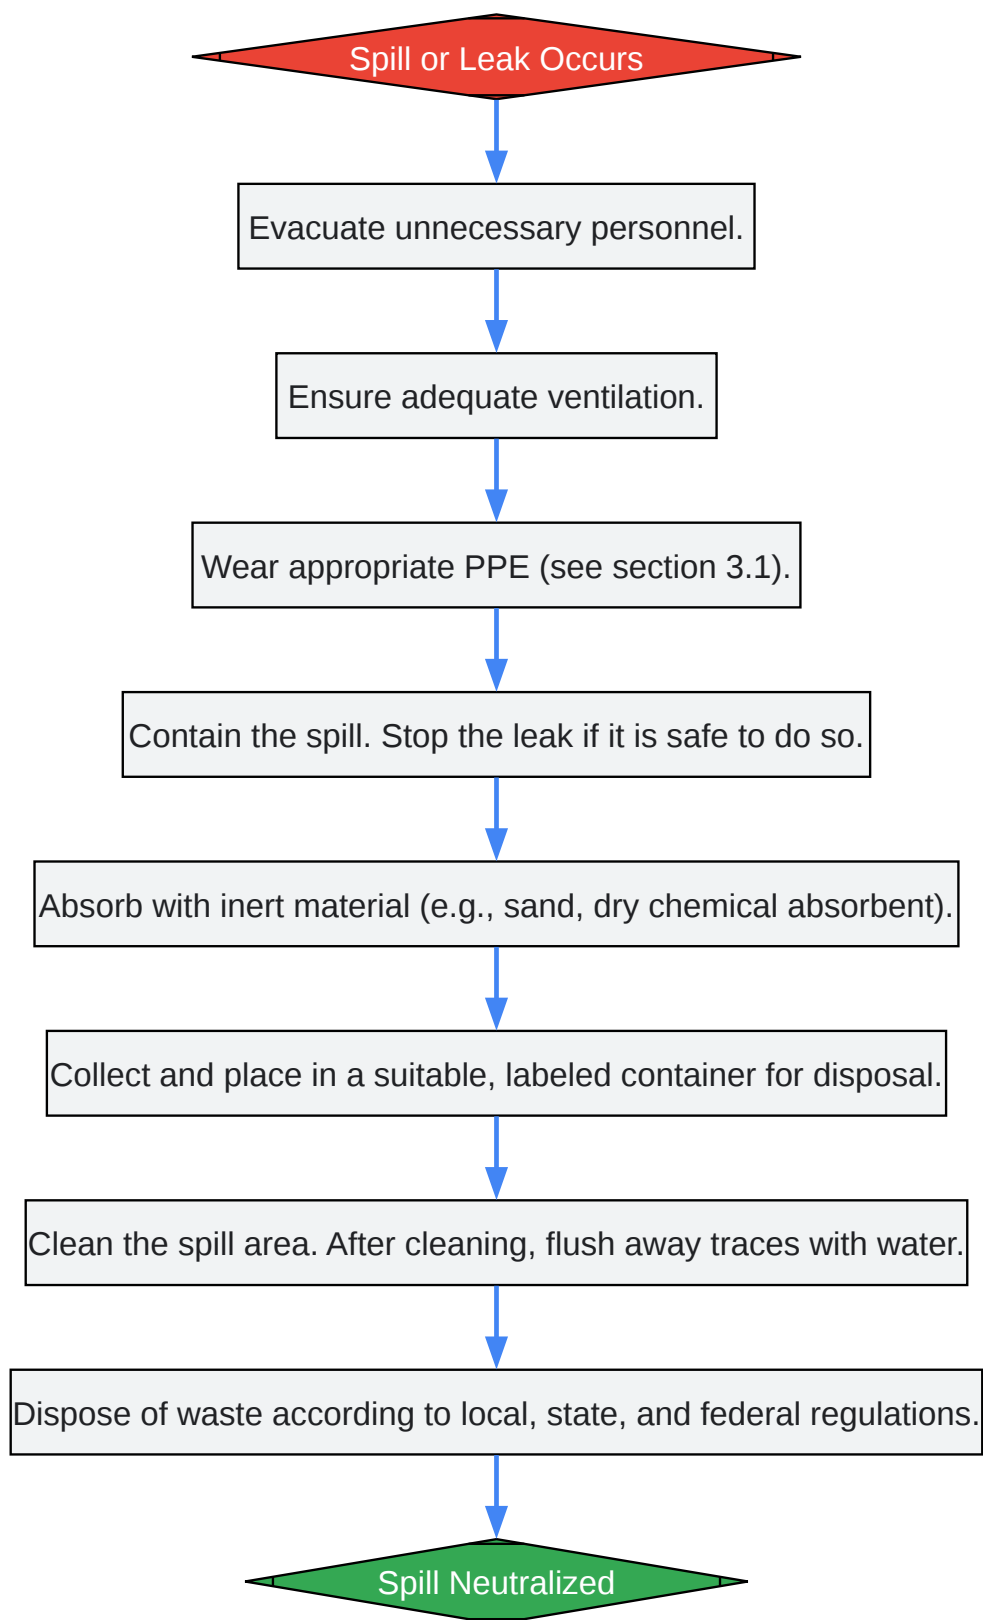 Spill or Leak Occurs
Evacuate unnecessary personnel.
Ensure adequate ventilation.
Wear appropriate PPE (see section 3.1).
Contain the spill. Stop the leak if it is safe to do so.
Absorb with inert material (e.g., sand, dry chemical absorbent).
Collect and place in a suitable, labeled container for disposal.
Clean the spill area. After cleaning, flush away traces with water.
Dispose of waste according to local, state, and federal regulations.
Spill Neutralized